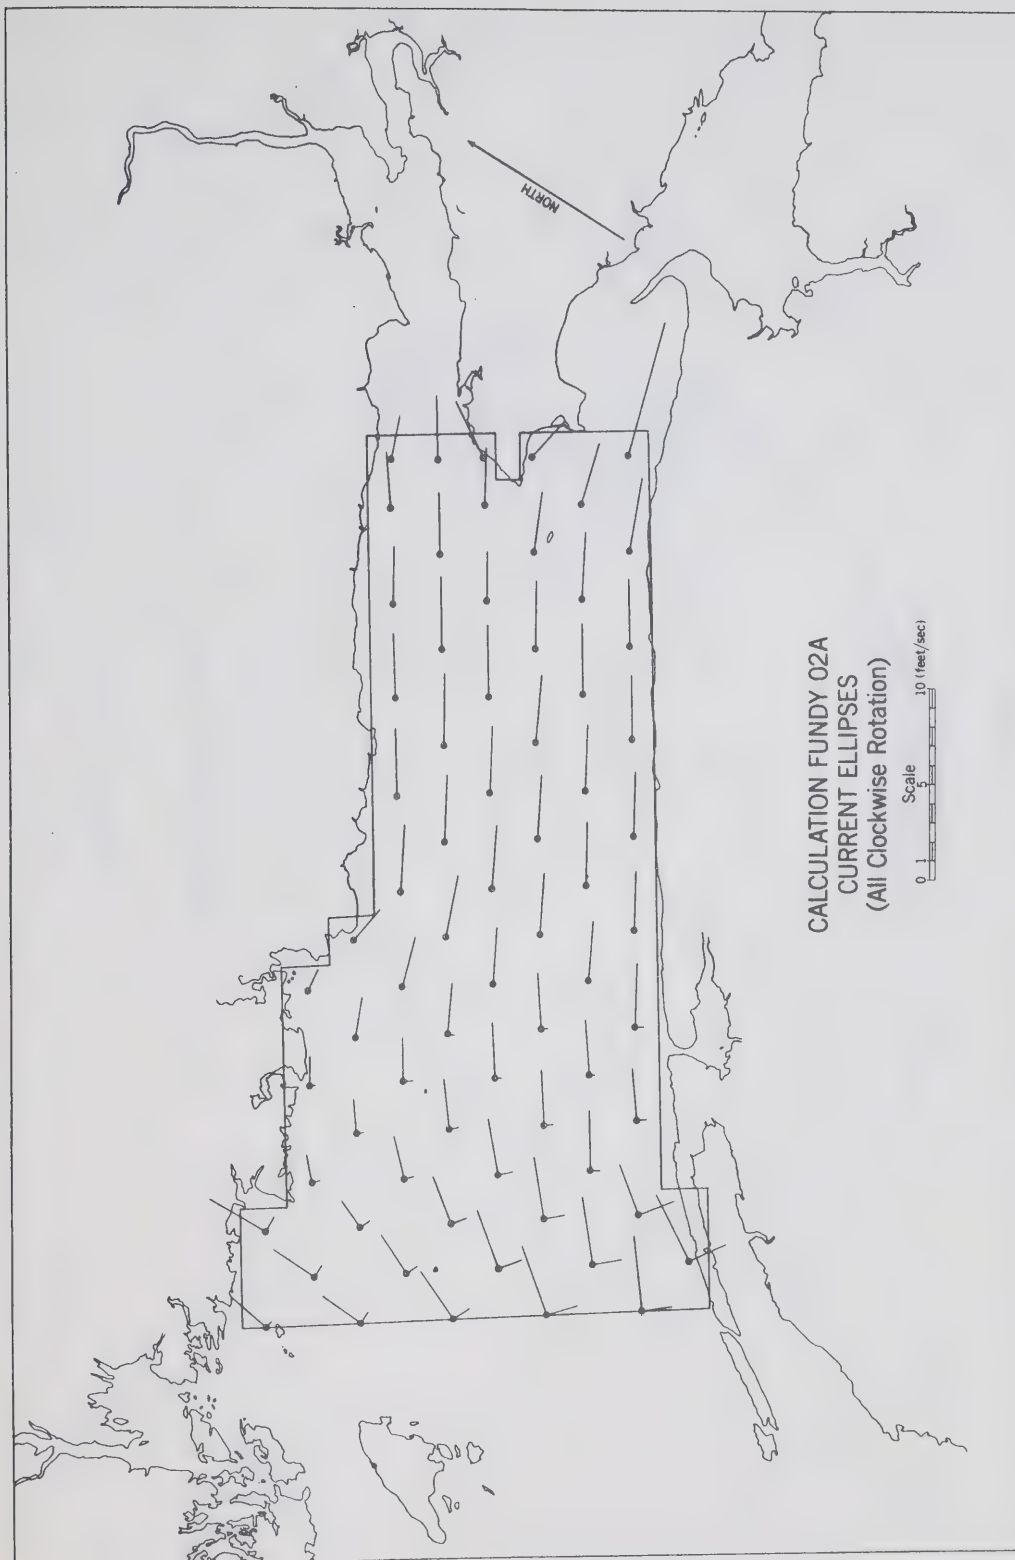 NORTH
CALCULATION FUNDY 02A
CURRENT ELLIPSES
(All Clockwise Rotation)
Scale
0 1 5 10 (feet/sec)